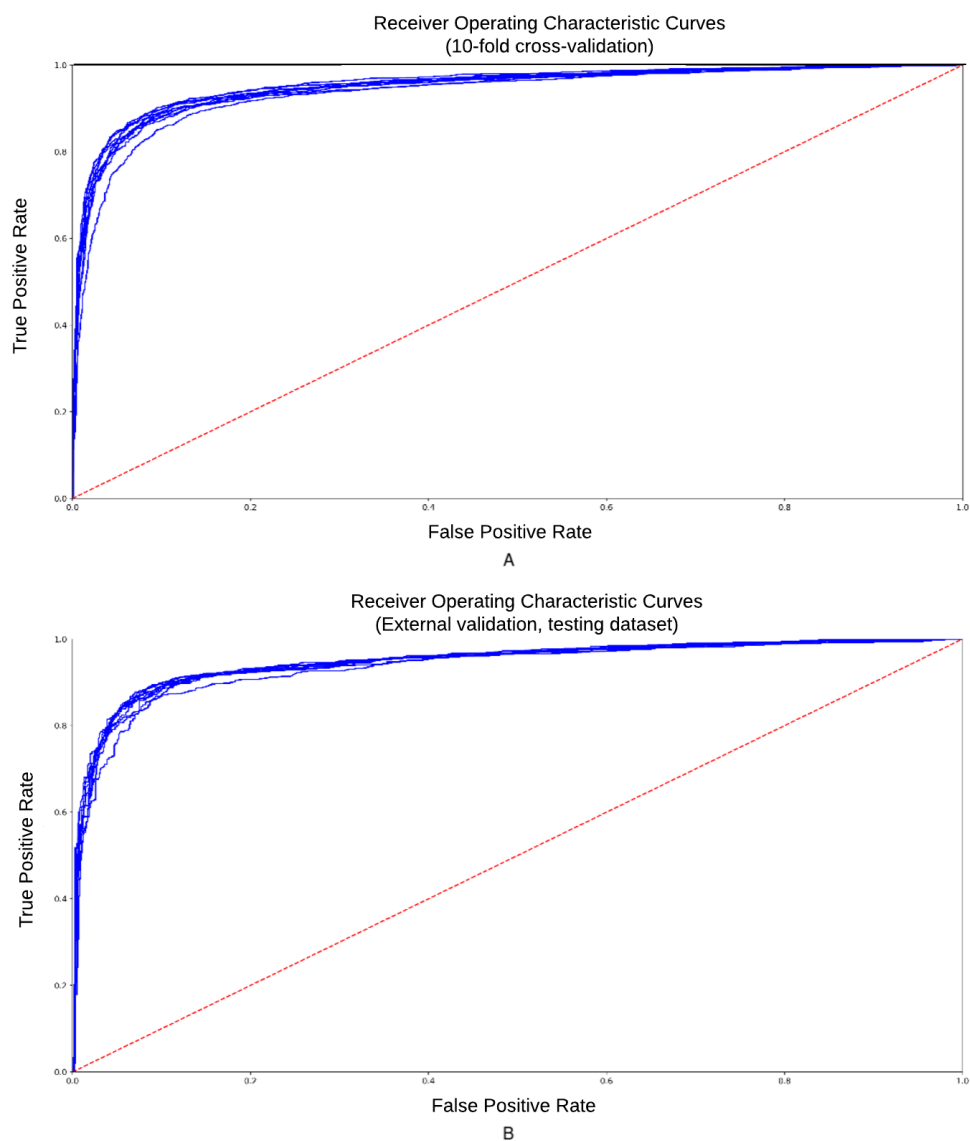 Receiver Operating Characteristic Curves
(10-fold cross-validation)
1.0
0.8
0.6
0.4
0.2
0.0
True Positive Rate
0.0 0.2 0.4 0.6 0.8 1.0
False Positive Rate
A
Receiver Operating Characteristic Curves
(External validation, testing dataset)
1.0
0.8
0.6
0.4
0.2
0.0
True Positive Rate
0.0 0.2 0.4 0.6 0.8 1.0
False Positive Rate
B